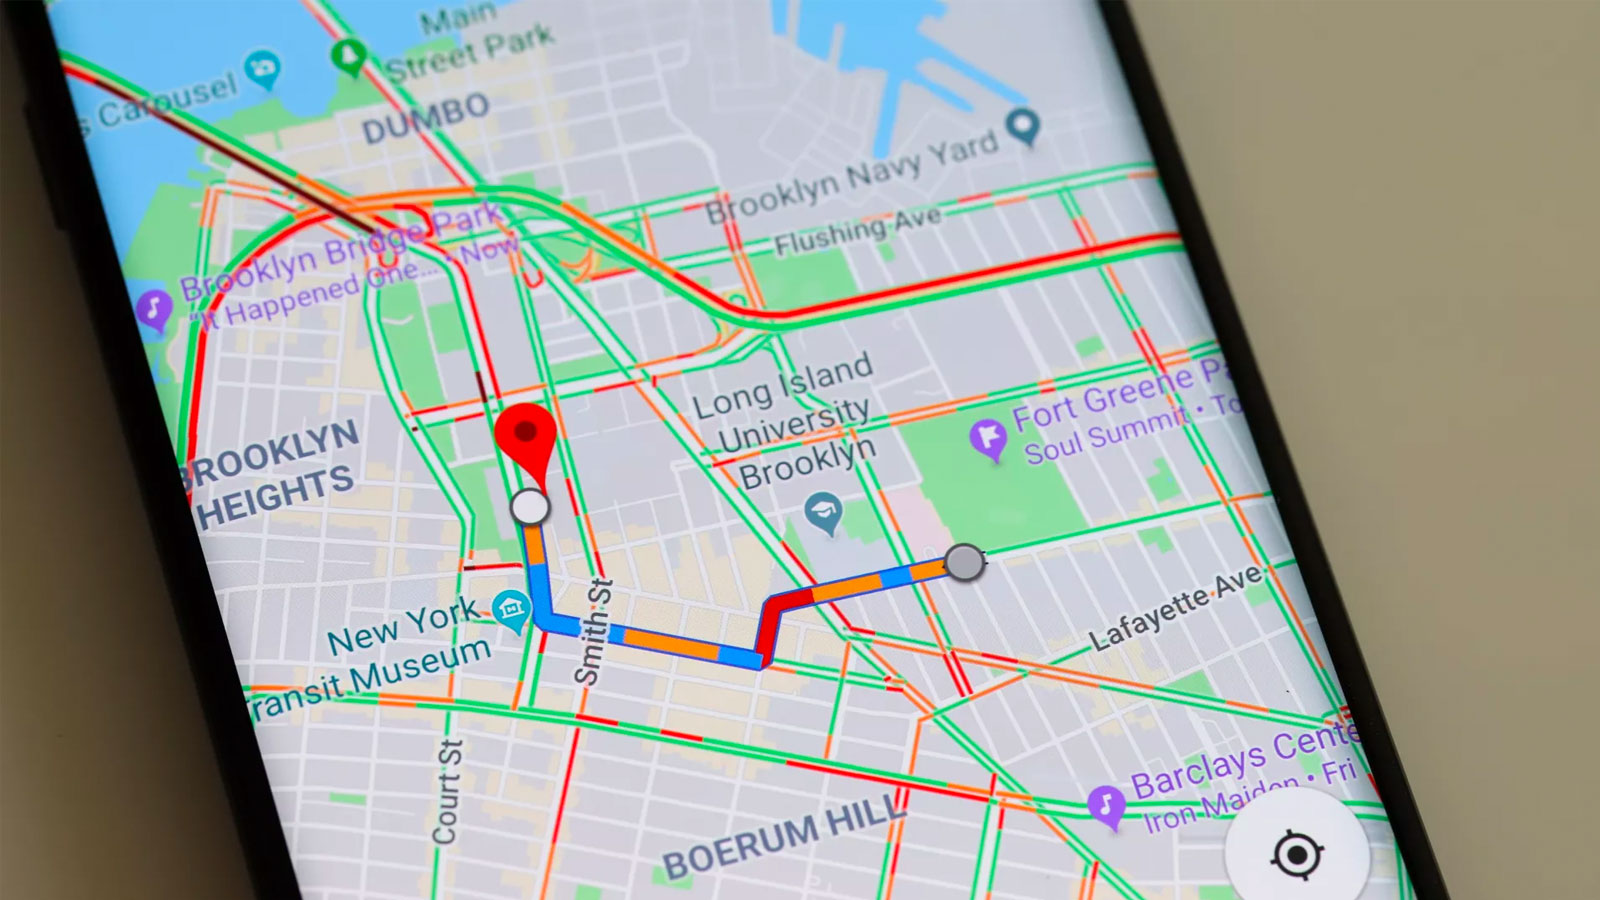 Main
Street Park
s Carousel
DUMBO
Brooklyn Navy Yard
Flushing Ave
Brooklyn Bridge Park
"It Happened One... • Now
Long Island
University
Brooklyn
Fort Greene Pa
Soul Summit • To
BROOKLYN
HEIGHTS
New York
Transit Museum
Smith St
Lafayette Ave
Court St
BOERUM HILL
Barclays Cente
Iron Maiden • Fri